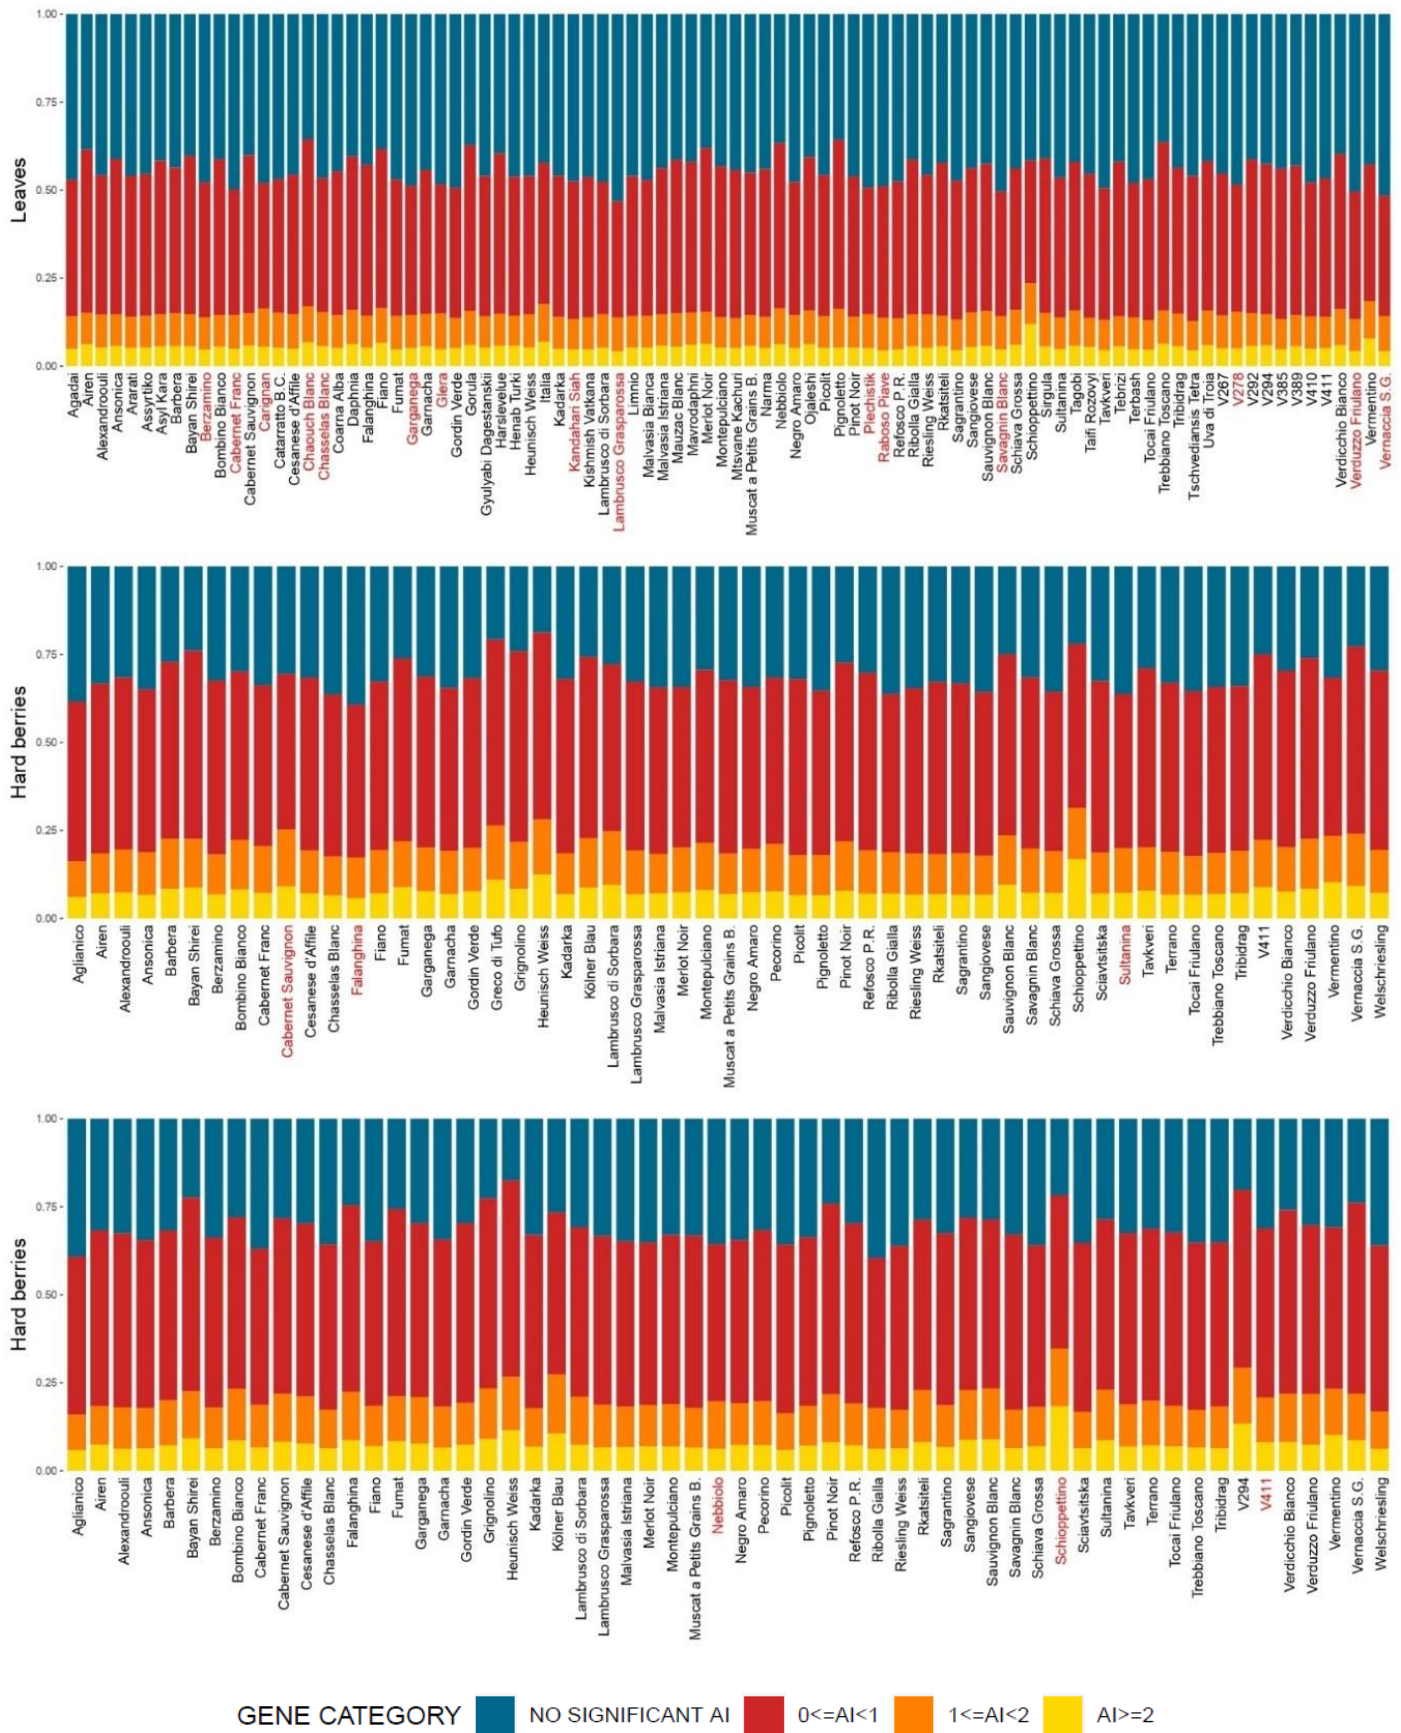 1.00
0.75
0.50
0.25
0.00
Leaves
Agadai
Airen
Alexandroouli
Ansonica
Ararati
Assyrtiko
Asyl Kara
Barbera
Bayan Shirei
Berzamino
Bombino Bianco
Cabernet Franc
Cabernet Sauvignon
Carignan
Catarratto B.C.
Cesanese d'Affile
Chaouch Blanc
Chasselas Blanc
Coarna Alba
Daphnia
Falanghina
Fiano
Fumat
Garganega
Garnacha
Glera
Gordin Verde
Gorula
Gyulyabi Dagestanskii
Harslevelue
Henab Turki
Heunisch Weiss
Italia
Kadarka
Kandahari Siah
Kishmish Vatkana
Lambrusco di Sorbara
Lambrusco Grasparossa
Limnio
Malvasia Bianca
Malvasia Istriana
Mauzac Blanc
Mavrodaphni
Merlot Noir
Montepulciano
Mtsvane Kachuri
Muscat a Petits Grains B.
Narma
Nebbiolo
Negro Amaro
Ojaleshi
Picolit
Pignoletto
Pinot Noir
Plechistik
Raboso Piave
Refosco P.R.
Ribolla Gialla
Riesling Weiss
Rkatsiteli
Sagrantino
Sangiovese
Sauvignon Blanc
Savagnin Blanc
Schiava Grossa
Schioppettino
Sirgula
Sultanina
Tagobi
Taifi Rozovyi
Tavkveri
Tebrizi
Terbash
Tocai Friulano
Trebbiano Toscano
Tribidrag
Tschvediansis Tetra
Uva di Troia
V267
V278
V292
V294
V385
V389
V410
V411
Verdicchio Bianco
Verduzzo Friulano
Vermentino
Vernaccia S.G.
1.00
0.75
0.50
0.25
0.00
Hard berries
Aglianico
Airen
Alexandroouli
Ansonica
Barbera
Bayan Shirei
Berzamino
Bombino Bianco
Cabernet Franc
Cabernet Sauvignon
Cesanese d'Affile
Chasselas Blanc
Falanghina
Fiano
Fumat
Garganega
Garnacha
Gordin Verde
Greco di Tufo
Grignolino
Heunisch Weiss
Kadarka
Kölner Blau
Lambrusco di Sorbara
Lambrusco Grasparossa
Malvasia Istriana
Merlot Noir
Montepulciano
Muscat a Petits Grains B.
Negro Amaro
Pecorino
Picolit
Pignoletto
Pinot Noir
Refosco P.R.
Ribolla Gialla
Riesling Weiss
Rkatsiteli
Sagrantino
Sangiovese
Sauvignon Blanc
Savagnin Blanc
Schiava Grossa
Schioppettino
Sciavtsitska
Sultanina
Tavkveri
Terrano
Tocai Friulano
Trebbiano Toscano
Tribidrag
V411
Verdicchio Bianco
Verduzzo Friulano
Vermentino
Vernaccia S.G.
Welschriesling
1.00
0.75
0.50
0.25
0.00
Hard berries
Aglianico
Airen
Alexandroouli
Ansonica
Barbera
Bayan Shirei
Berzamino
Bombino Bianco
Cabernet Franc
Cabernet Sauvignon
Cesanese d'Affile
Chasselas Blanc
Falanghina
Fiano
Fumat
Garganega
Garnacha
Gordin Verde
Grignolino
Heunisch Weiss
Kadarka
Kölner Blau
Lambrusco di Sorbara
Lambrusco Grasparossa
Malvasia Istriana
Merlot Noir
Montepulciano
Muscat a Petits Grains B.
Nebbiolo
Negro Amaro
Pecorino
Picolit
Pignoletto
Pinot Noir
Refosco P.R.
Ribolla Gialla
Riesling Weiss
Rkatsiteli
Sagrantino
Sangiovese
Sauvignon Blanc
Savagnin Blanc
Schiava Grossa
Schioppettino
Sciavtsitska
Sultanina
Tavkveri
Terrano
Tocai Friulano
Trebbiano Toscano
Tribidrag
V294
V411
Verdicchio Bianco
Verduzzo Friulano
Vermentino
Vernaccia S.G.
Welschriesling
GENE CATEGORY NO SIGNIFICANT AI 0<=AI<1 1<=AI<2 AI>=2